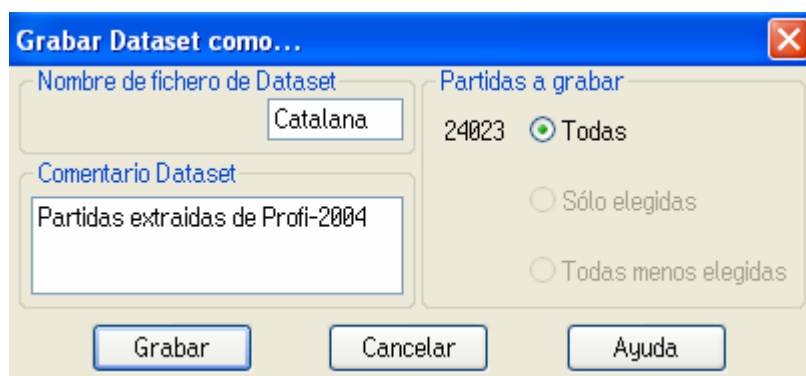 Grabar Dataset como...
Nombre de fichero de Dataset
Catalana
Comentario Dataset
Partidas extraidas de Profi-2004
Partidas a grabar
24023 Todas
Sólo elegidas
Todas menos elegidas
Grabar Cancelar Ayuda